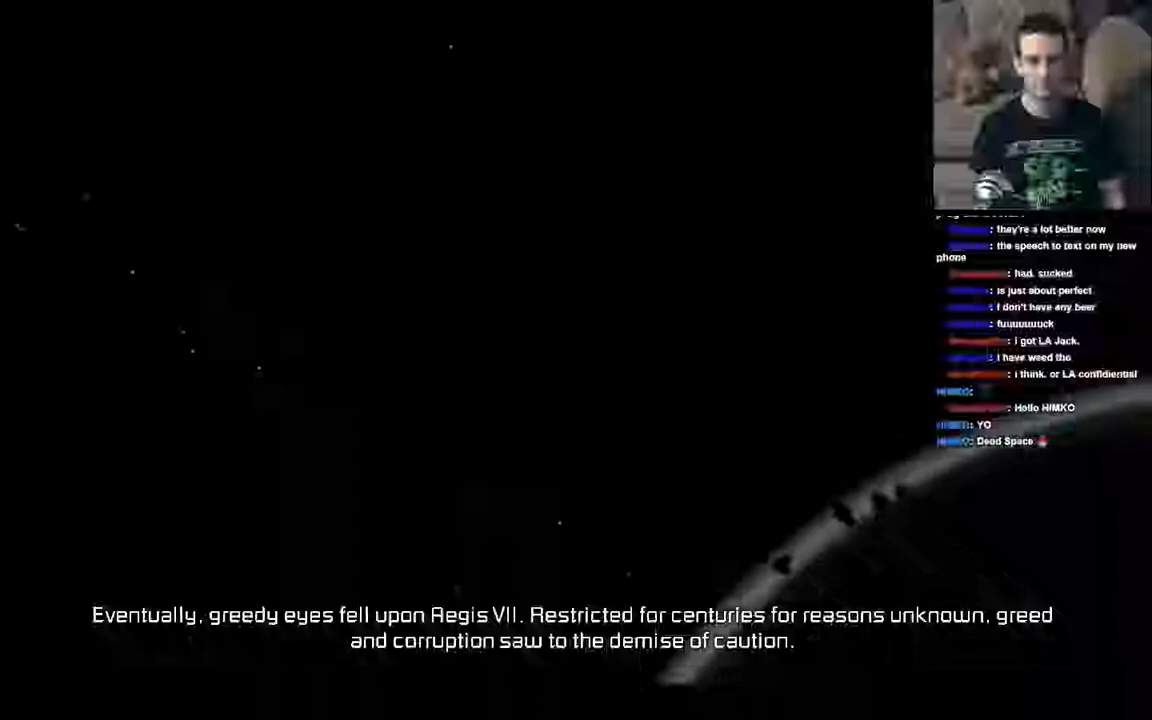 : they're a lot better now
: the speech to text on my new
phone
: had. sucked
: is just about perfect
: I don't have any beer
: fuuuuuuuck
: i got LA Jack.
: I have weed tho
: i think. or LA confidiential
: Hello HIMKO
: YO
: Dead Space
Eventually, greedy eyes fell upon Aegis VII. Restricted for centuries for reasons unknown, greed
and corruption saw to the demise of caution.